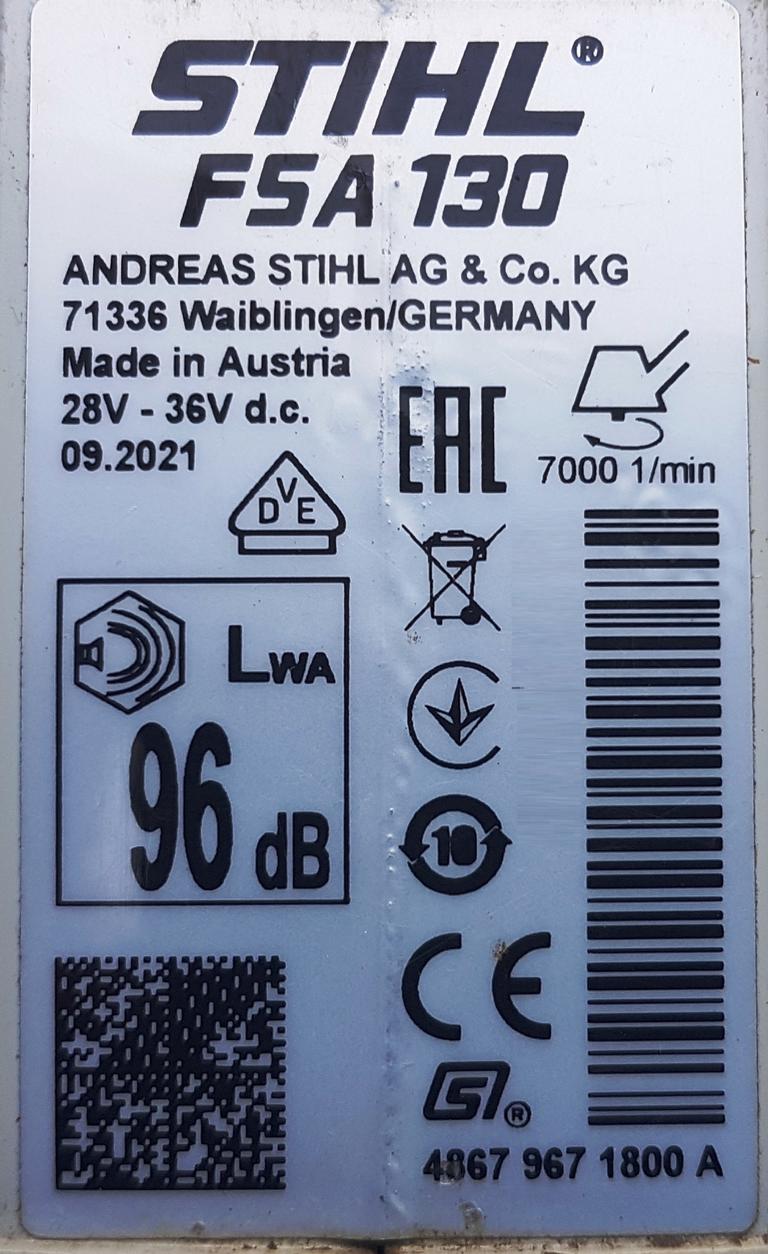 STIHL®
FSA 130
ANDREAS STIHL AG & Co. KG
71336 Waiblingen/GERMANY
Made in Austria
28V - 36V d.c.
09.2021
EAC
7000 1/min
DVE
LWA
96 dB
10
CE
®
4867 967 1800 A